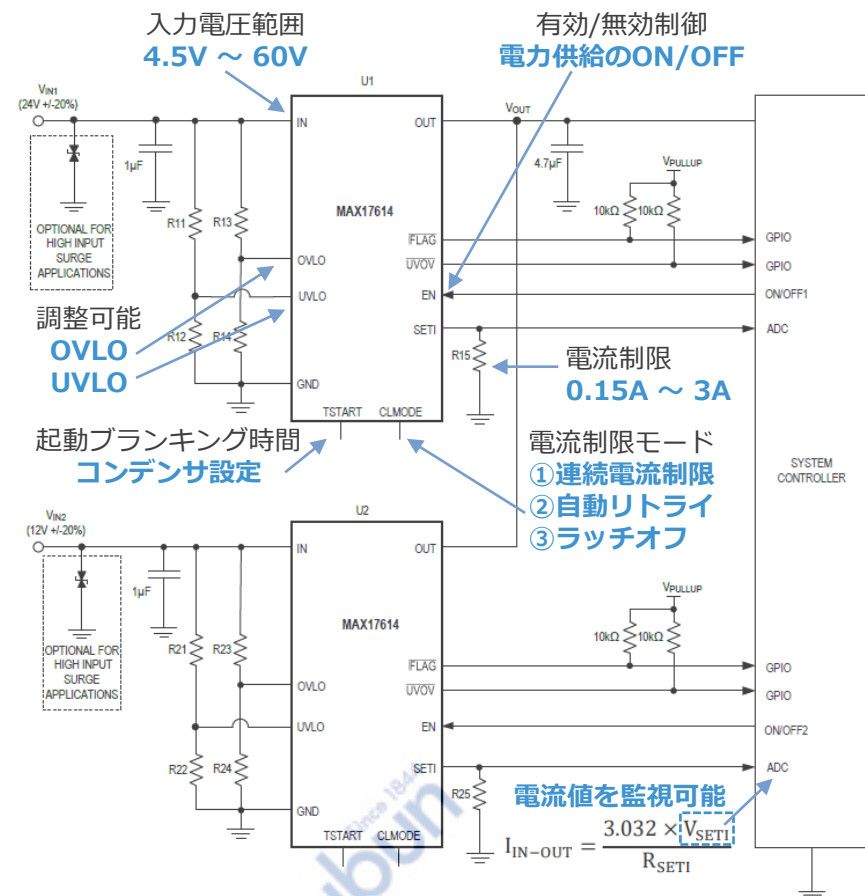 入力電圧範囲
4.5V ～ 60V
有効/無効制御
電力供給のON/OFF
U1
VIN1
(24V +/-20%)
IN
OUT
VOUT
1µF
4.7µF
VPULLUP
OPTIONAL FOR
HIGH INPUT
SURGE
APPLICATIONS
R11
R13
MAX17614
10kΩ
10kΩ
FLAG
GPIO
OVLO
UVOV
GPIO
UVLO
EN
ON/OFF1
調整可能
OVLO
UVLO
R12
R14
SETI
ADC
R15
電流制限
0.15A ～ 3A
GND
TSTART
CLMODE
起動ブランキング時間
コンデンサ設定
電流制限モード
①連続電流制限
②自動リトライ
③ラッチオフ
SYSTEM
CONTROLLER
U2
VIN2
(12V +/-20%)
IN
OUT
1µF
VPULLUP
OPTIONAL FOR
HIGH INPUT
SURGE
APPLICATIONS
R21
R23
MAX17614
10kΩ
10kΩ
FLAG
GPIO
OVLO
UVOV
GPIO
UVLO
EN
ON/OFF2
R22
R24
SETI
ADC
R25
電流値を監視可能
GND
TSTART
CLMODE
IIN−OUT = 3.032 × VSETI / RSETI
since 1844